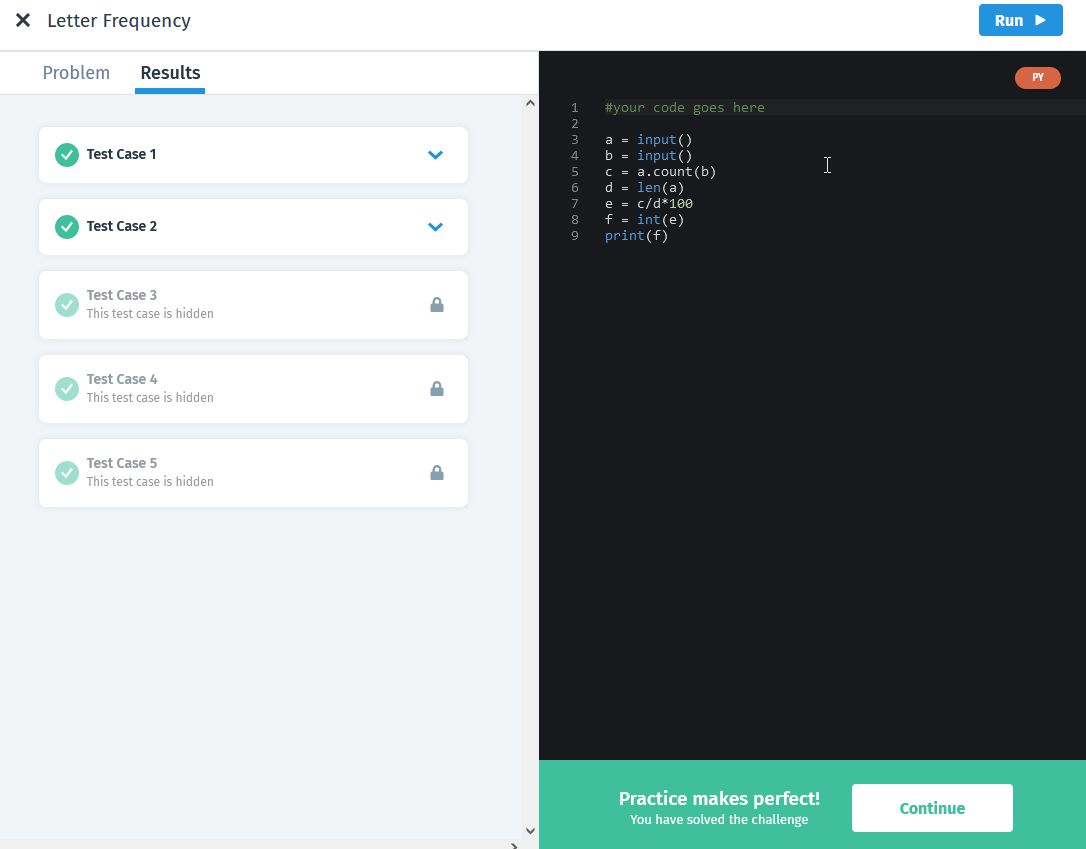 Letter Frequency
Run
Problem
Results
Test Case 1
Test Case 2
Test Case 3
This test case is hidden
Test Case 4
This test case is hidden
Test Case 5
This test case is hidden
PY
1 #your code goes here
2
3 a = input()
4 b = input()
5 c = a.count(b)
6 d = len(a)
7 e = c/d*100
8 f = int(e)
9 print(f)
Practice makes perfect!
You have solved the challenge
Continue